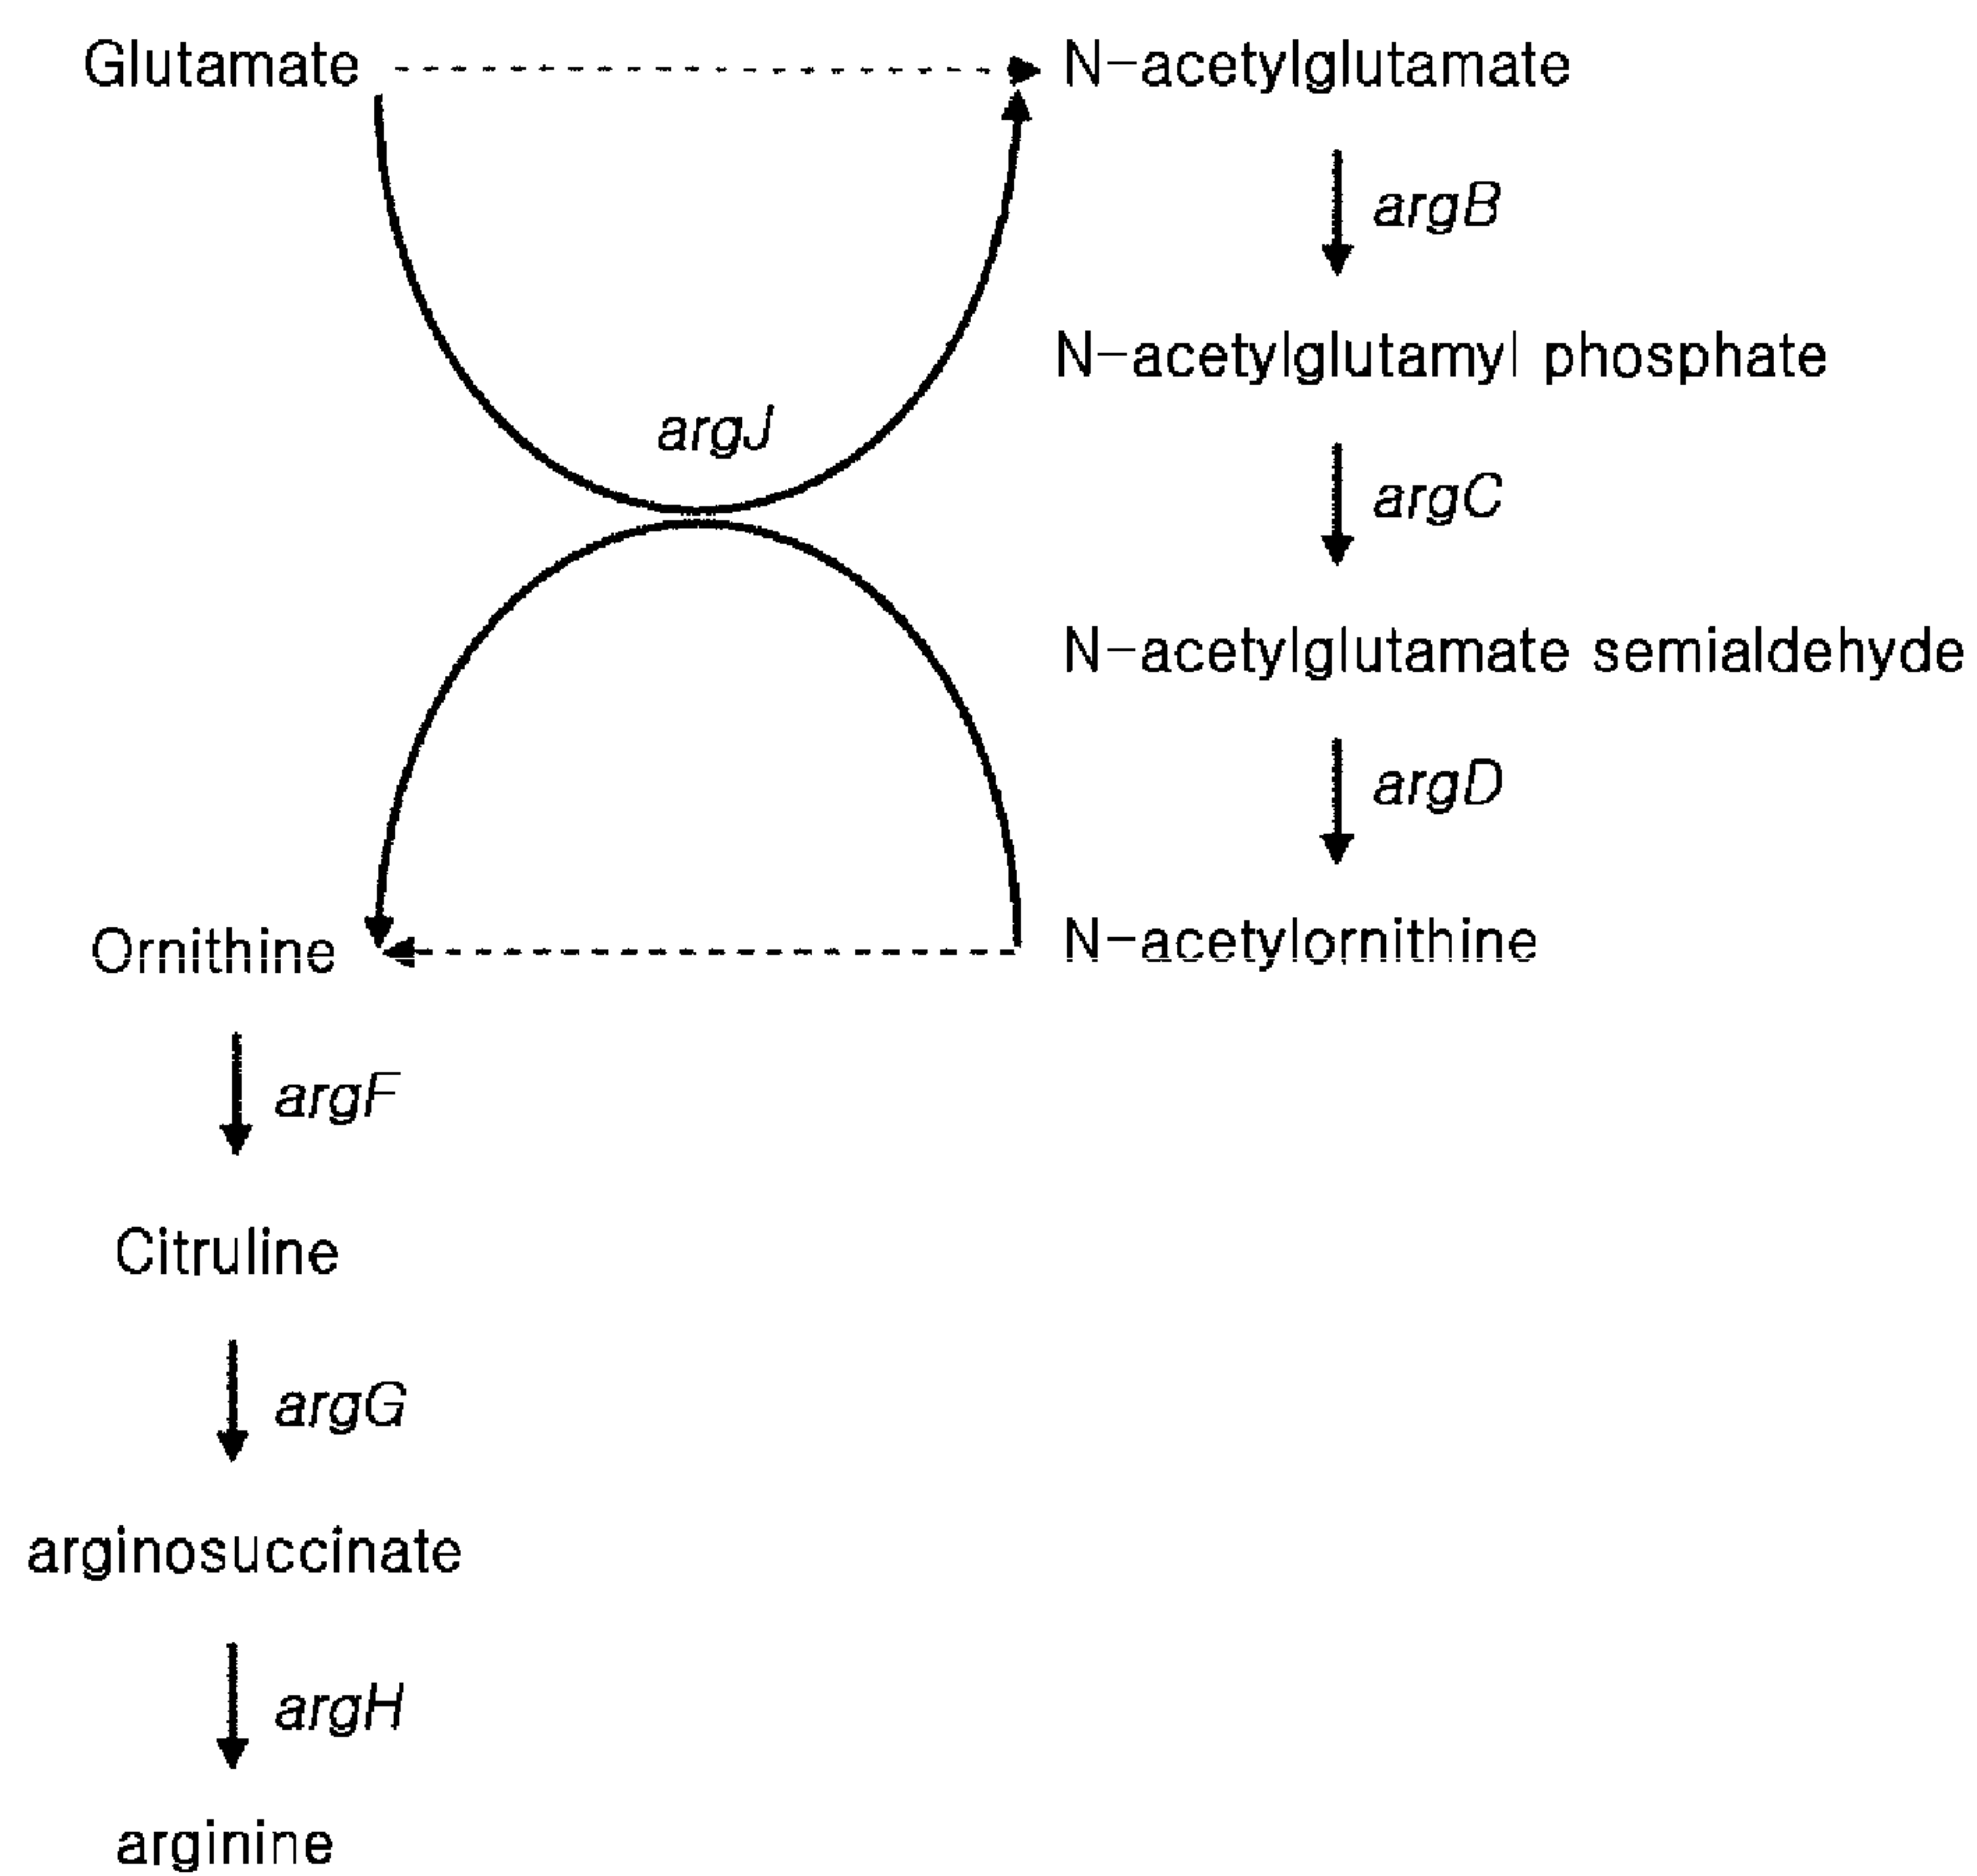 Glutamate
N-acetylglutamate
argB
N-acetylglutamyl phosphate
argJ
argC
N-acetylglutamate semialdehyde
argD
Ornithine
N-acetylornithine
argF
Citruline
argG
arginosuccinate
argH
arginine